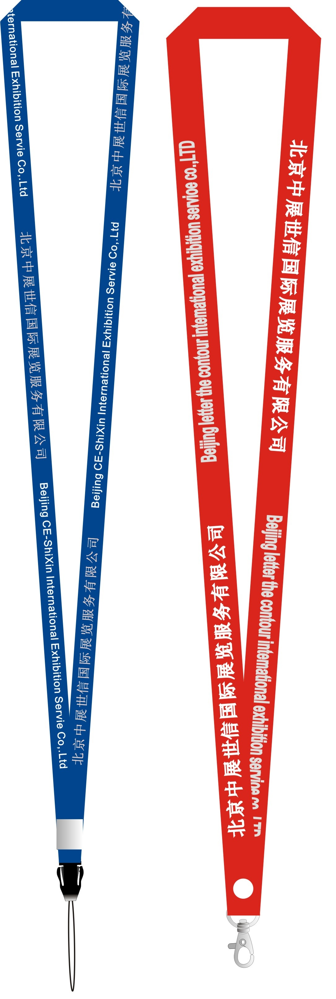 nternational Exhibition Servie Co,.Ltd
北京中展世信国际展览服务有限公司
Beijing CE-ShiXin International Exhibition Servie Co,.Ltd
北京中展世信国际展览服务有
Beijing CE-ShiXin International Exhibition Servie Co,.Ltd
北京中展世信国际展览服务有限公司
Beijing letter the contour international exhibition service co.,LTD
北京中展世信国际展览服务有限公司
北京中展世信国际展览服务有限公司
Beijing letter the contour international exhibition service co.,LTD